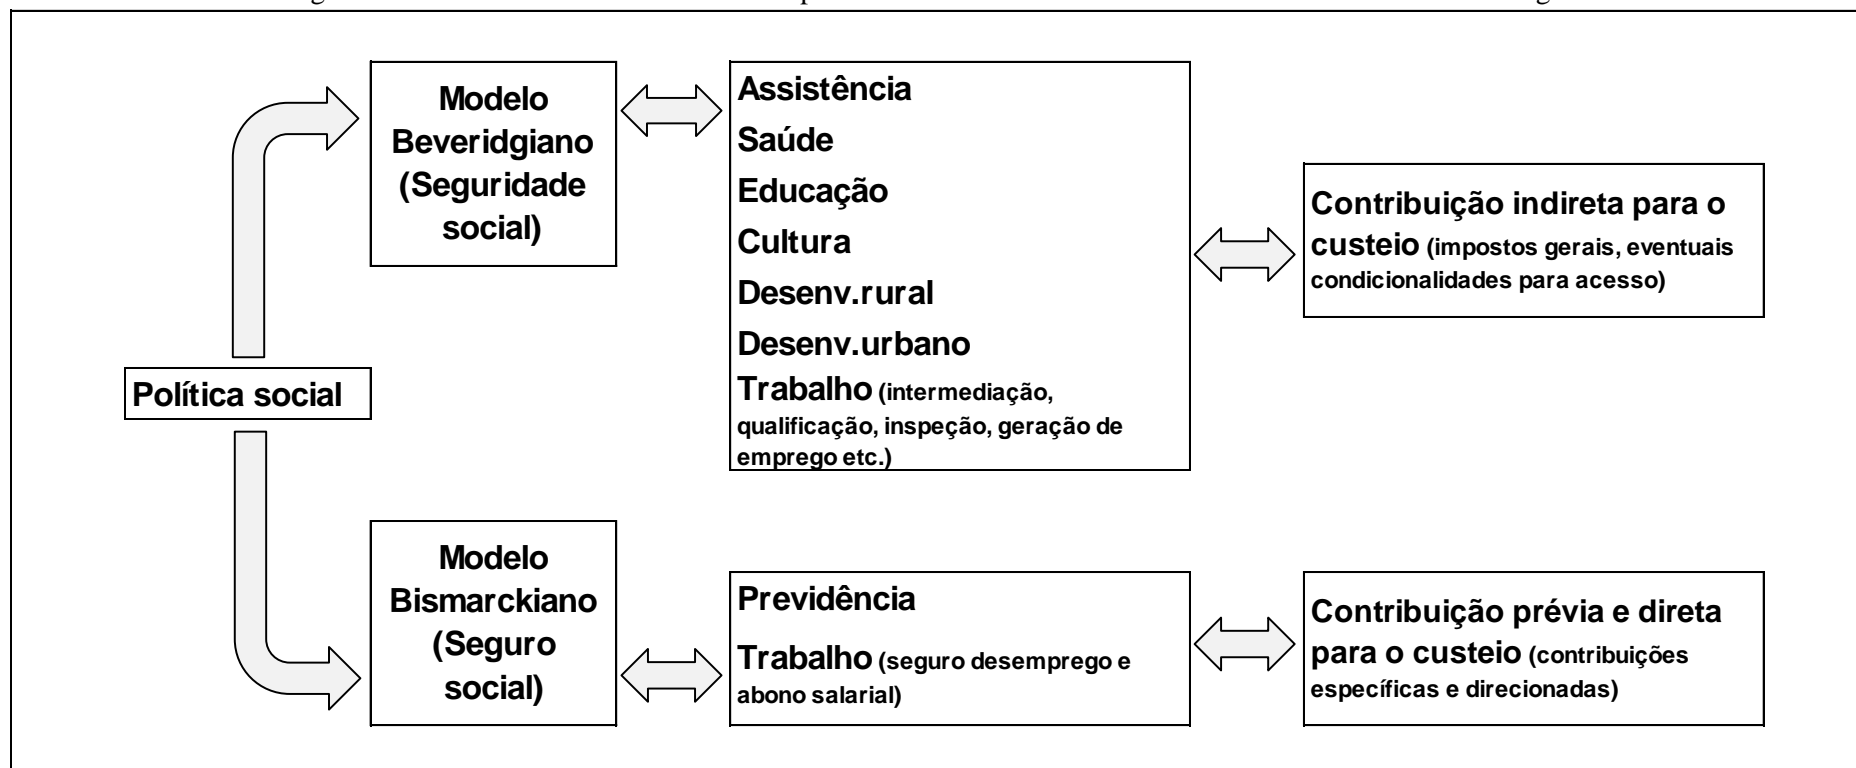 Modelo
Beveridgiano
(Seguridade
social)
Assistência
Saúde
Educação
Cultura
Desenv.rural
Desenv.urbano
Trabalho (intermediação,
qualificação, inspeção, geração de
emprego etc.)
Contribuição indireta para o
custeio (impostos gerais, eventuais
condicionalidades para acesso)
Política social
Modelo
Bismarckiano
(Seguro
social)
Previdência
Trabalho (seguro desemprego e
abono salarial)
Contribuição prévia e direta
para o custeio (contribuições
específicas e direcionadas)